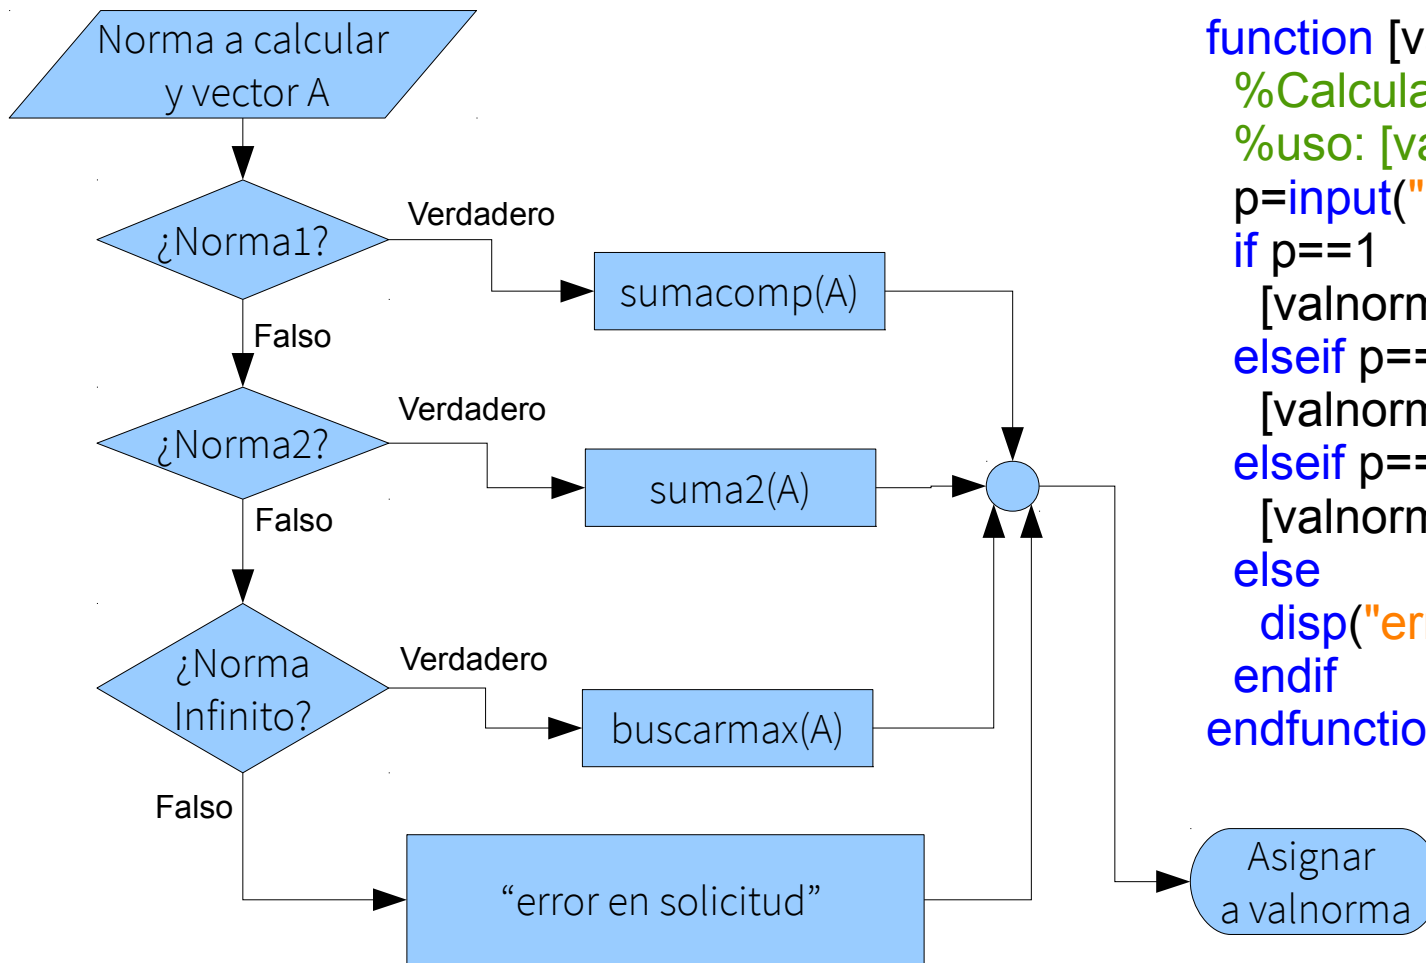 Norma a calcular
y vector A
¿Norma1?
Verdadero
sumacomp(A)
Falso
¿Norma2?
Verdadero
suma2(A)
Falso
¿Norma
Infinito?
Verdadero
buscarmax(A)
Falso
“error en solicitud”
Asignar
a valnorma
function [v
%Calcula
%uso: [va
p=input("
if p==1
[valnorm
elseif p==
[valnorm
elseif p==
[valnorm
else
disp("err
endif
endfunctio